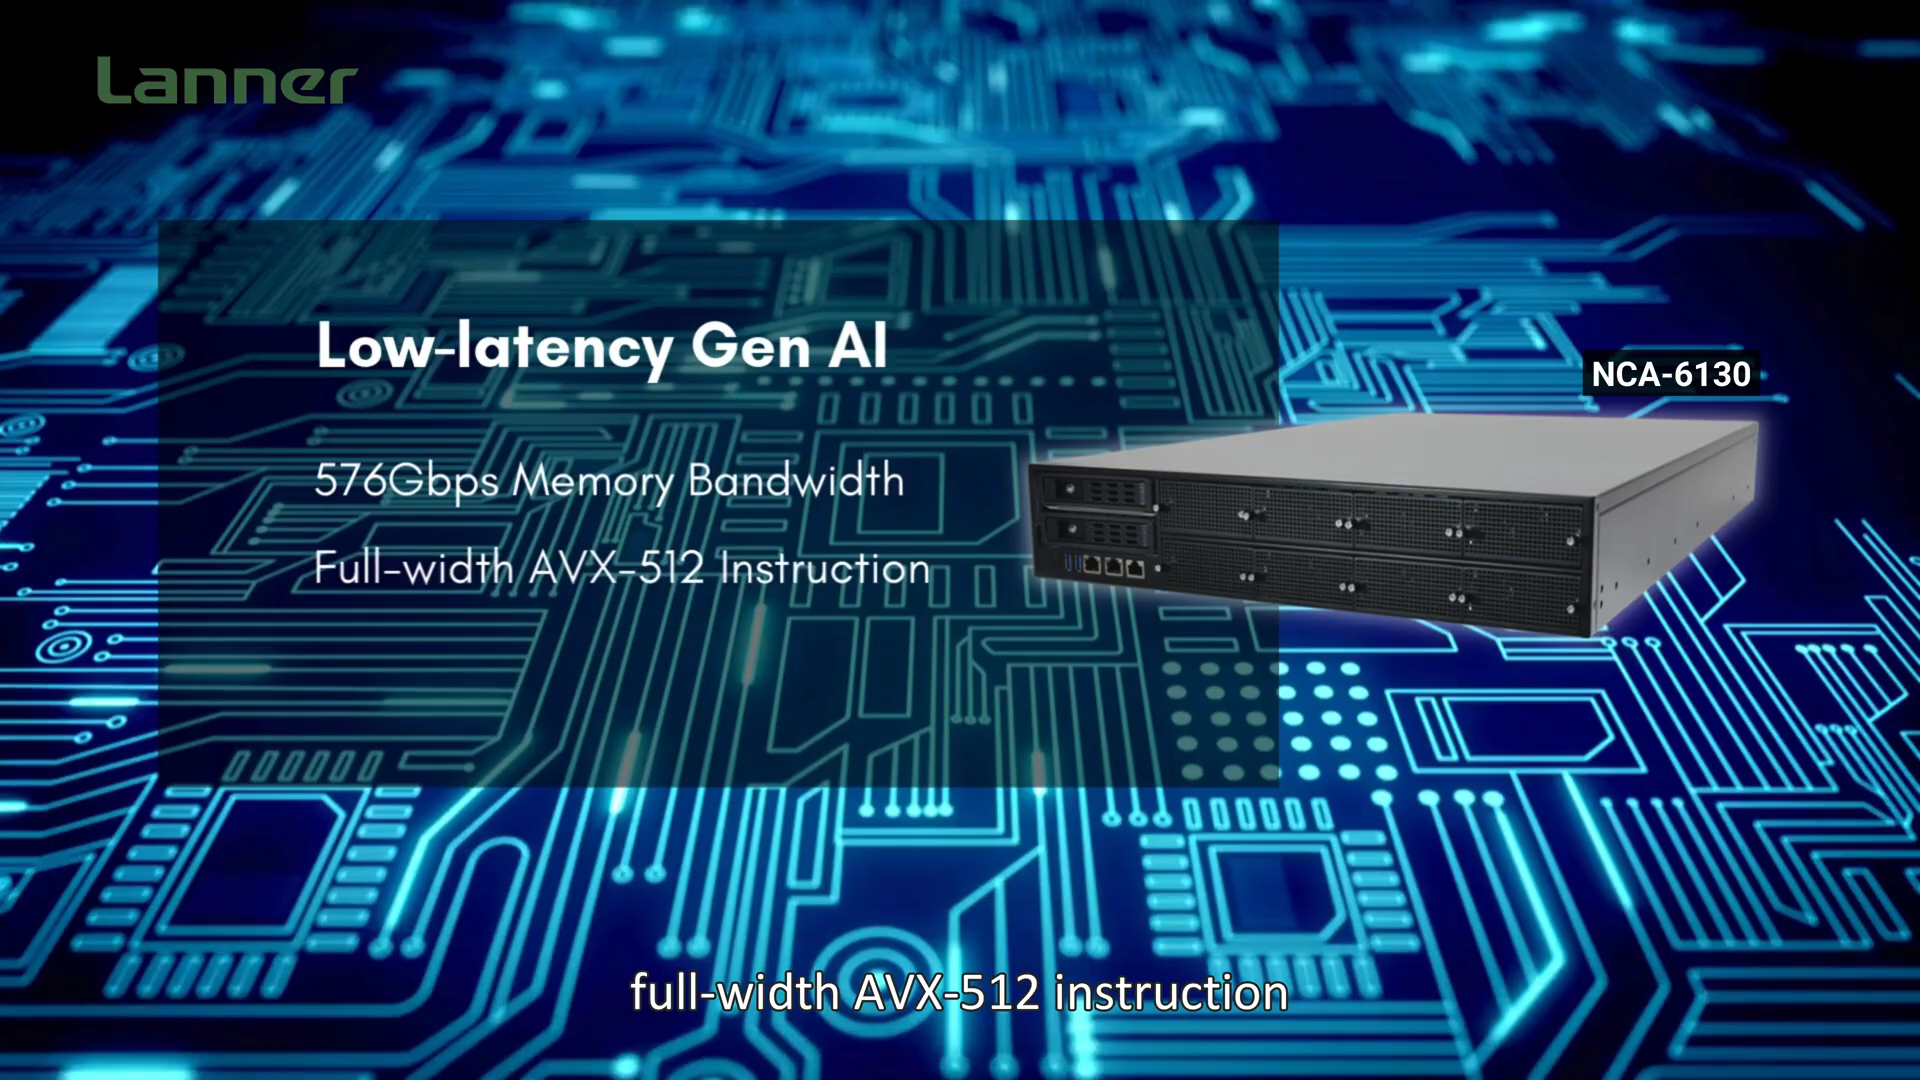 Lanner
Low-latency Gen AI
576Gbps Memory Bandwidth
Full-width AVX-512 Instruction
NCA-6130
full-width AVX-512 instruction